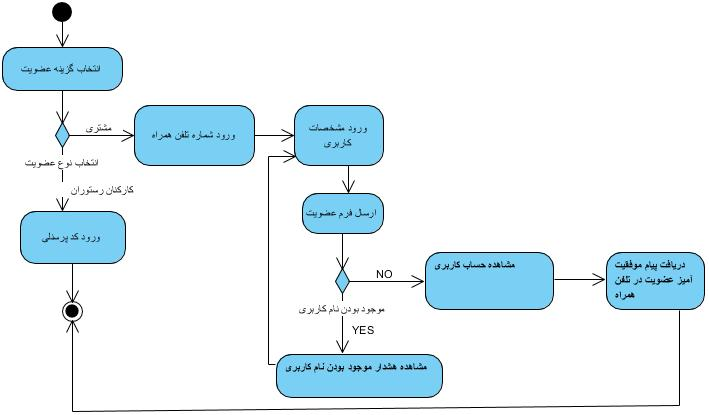 انتخاب گزینه عضویت
مشتری
انتخاب نوع عضویت
کارکنان رستوران
ورود کد پرسنلی
ورود شماره تلفن همراه
ورود مشخصات
کاربری
ارسال فرم عضویت
موجود بودن نام کاربری
NO
YES
مشاهده حساب کاربری
دریافت پیام موفقیت
آمیز عضویت در تلفن
همراه
مشاهده هشدار موجود بودن نام کاربری